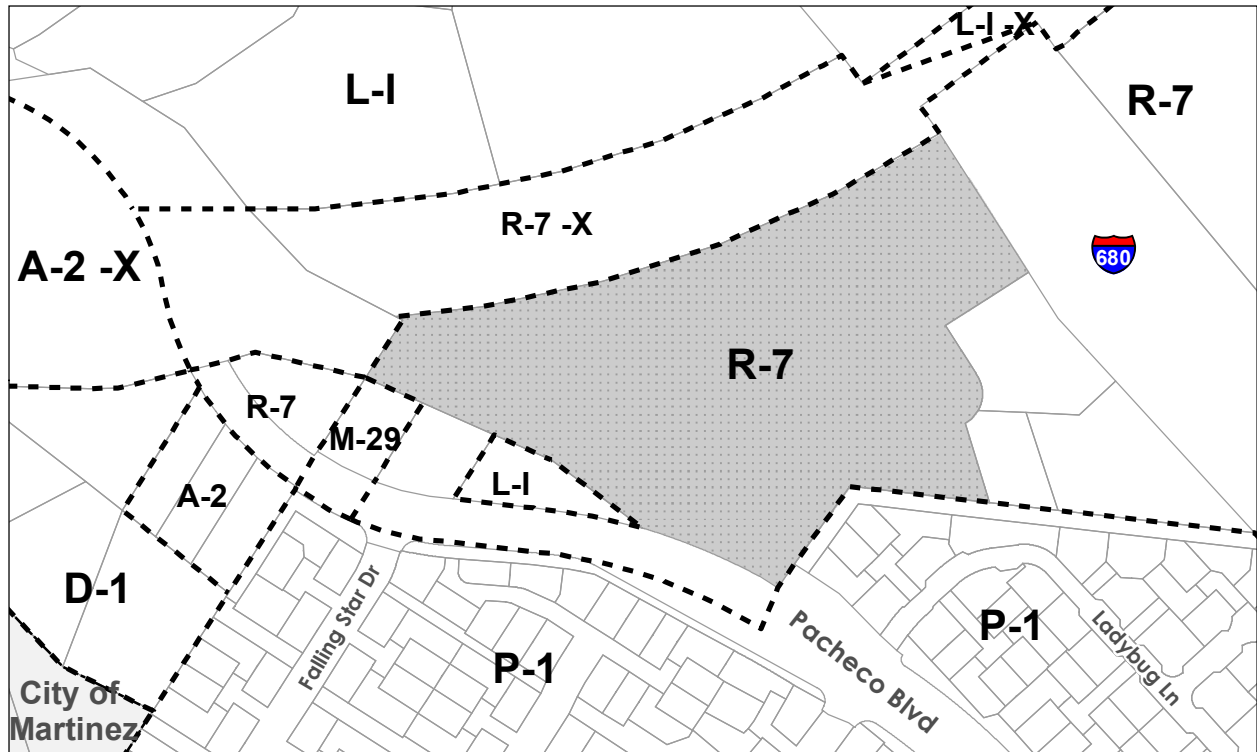 L-I -X
L-I
R-7
R-7 -X
A-2 -X
680
R-7
R-7
M-29
L-I
A-2
D-1
Falling Star Dr
P-1
Pacheco Blvd
P-1
Ladybug Ln
City of
Martinez